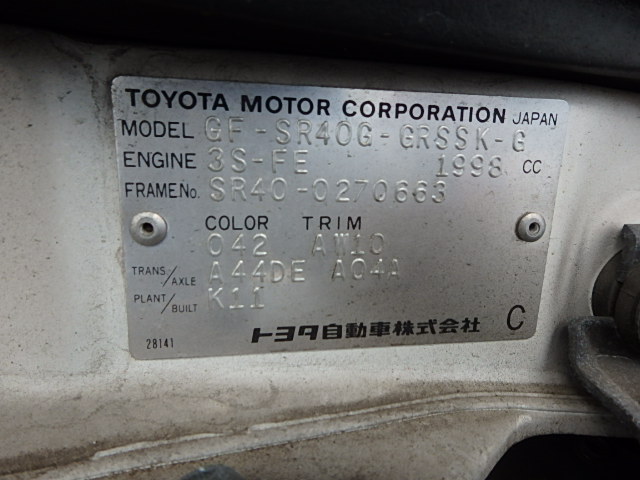 TOYOTA MOTOR CORPORATION JAPAN
MODEL GF-SR40G-GRSSK-G
ENGINE 3S-FE 1998 CC
FRAME No. SR40-0270663
COLOR TRIM
042 AW10
TRANS/AXLE A44DE A04A
PLANT/BUILT K11
28141 トヨタ自動車株式会社 C